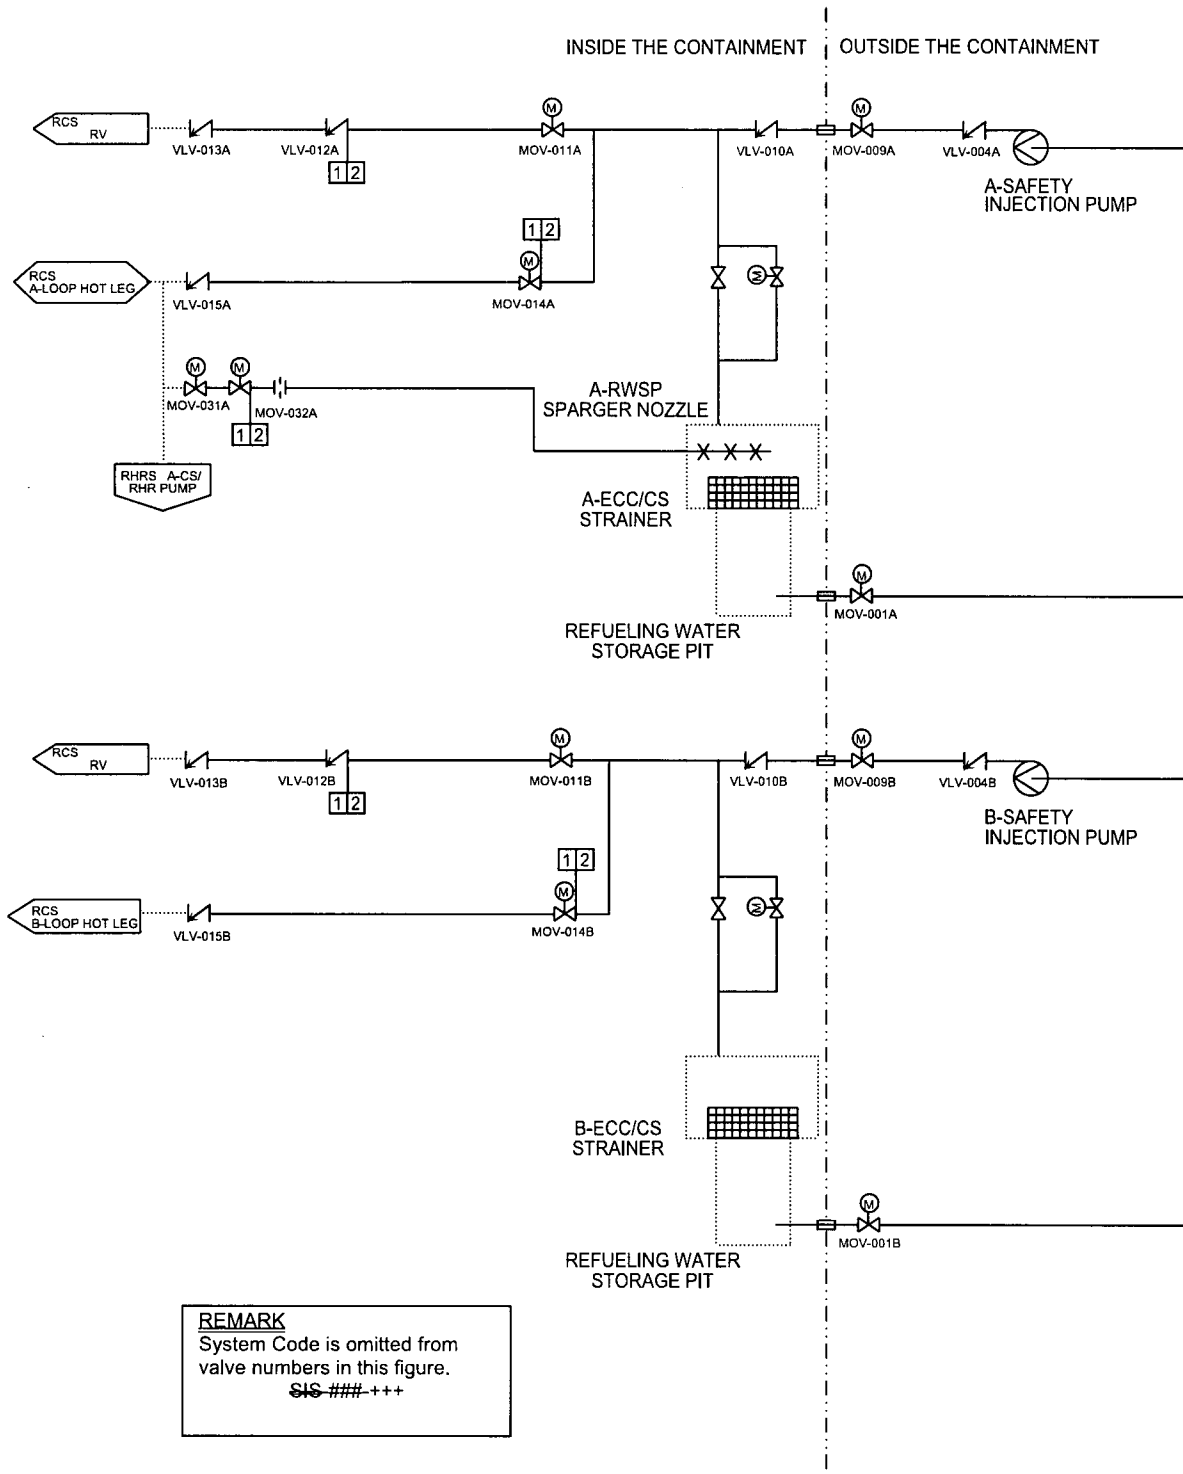 INSIDE THE CONTAINMENT
OUTSIDE THE CONTAINMENT
RCS
RV
VLV-013A
VLV-012A
1 2
M
MOV-011A
VLV-010A
M
MOV-009A
VLV-004A
A-SAFETY
INJECTION PUMP
RCS
A-LOOP HOT LEG
VLV-015A
1 2
M
MOV-014A
M
M
MOV-031A
M
MOV-032A
1 2
RHRS A-CS/
RHR PUMP
A-RWSP
SPARGER NOZZLE
A-ECC/CS
STRAINER
M
MOV-001A
REFUELING WATER
STORAGE PIT
RCS
RV
VLV-013B
VLV-012B
1 2
M
MOV-011B
VLV-010B
M
MOV-009B
VLV-004B
B-SAFETY
INJECTION PUMP
RCS
B-LOOP HOT LEG
VLV-015B
1 2
M
MOV-014B
M
B-ECC/CS
STRAINER
M
MOV-001B
REFUELING WATER
STORAGE PIT
REMARK
System Code is omitted from
valve numbers in this figure.
SIS-###-+++